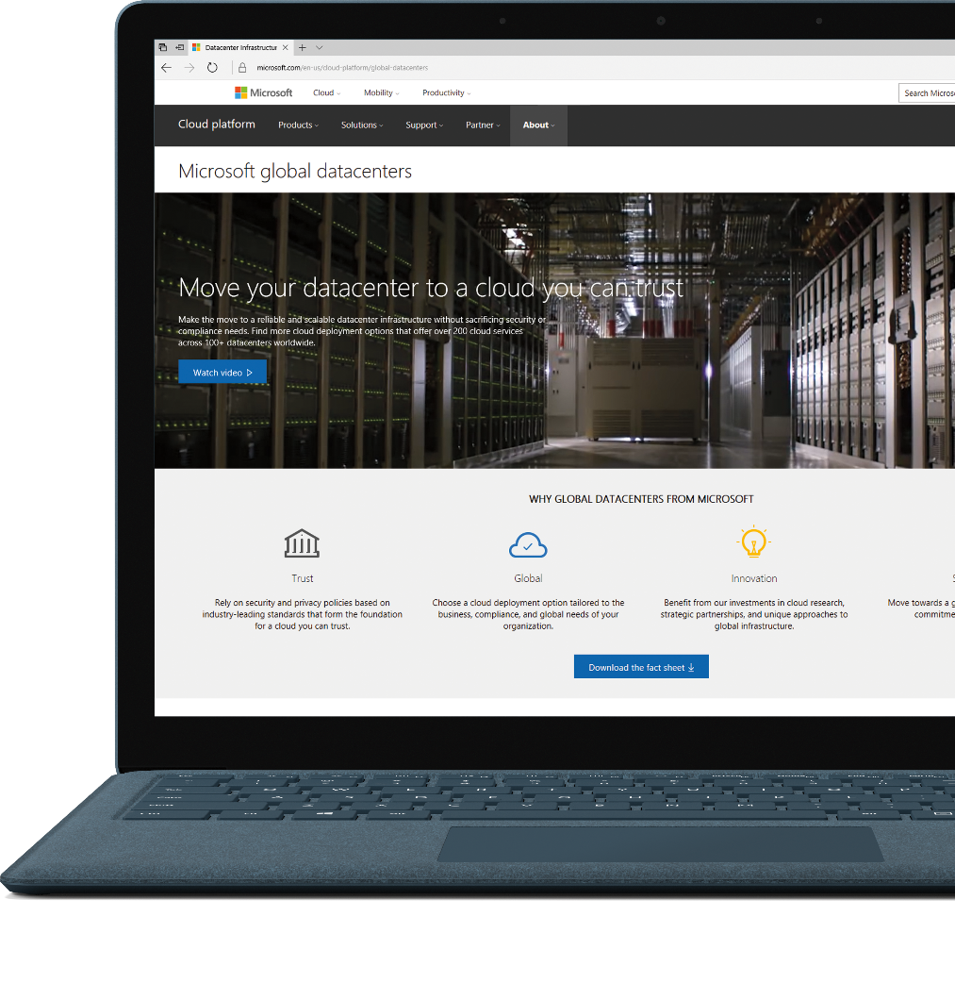 Datacenter Infrastructur
microsoft.com/en-us/cloud-platform/global-datacenters
Microsoft Cloud Mobility Productivity Search Micros
Cloud platform Products Solutions Support Partner About
Microsoft global datacenters
Move your datacenter to a cloud you can trust
Make the move to a reliable and scalable datacenter infrastructure without sacrificing security or
compliance needs. Find more cloud deployment options that offer over 200 cloud services
across 100+ datacenters worldwide.
Watch video
WHY GLOBAL DATACENTERS FROM MICROSOFT
Trust
Rely on security and privacy policies based on
industry-leading standards that form the foundation
for a cloud you can trust.
Global
Choose a cloud deployment option tailored to the
business, compliance, and global needs of your
organization.
Innovation
Benefit from our investments in cloud research,
strategic partnerships, and unique approaches to
global infrastructure.
S
Move towards a g
commitme
Download the fact sheet